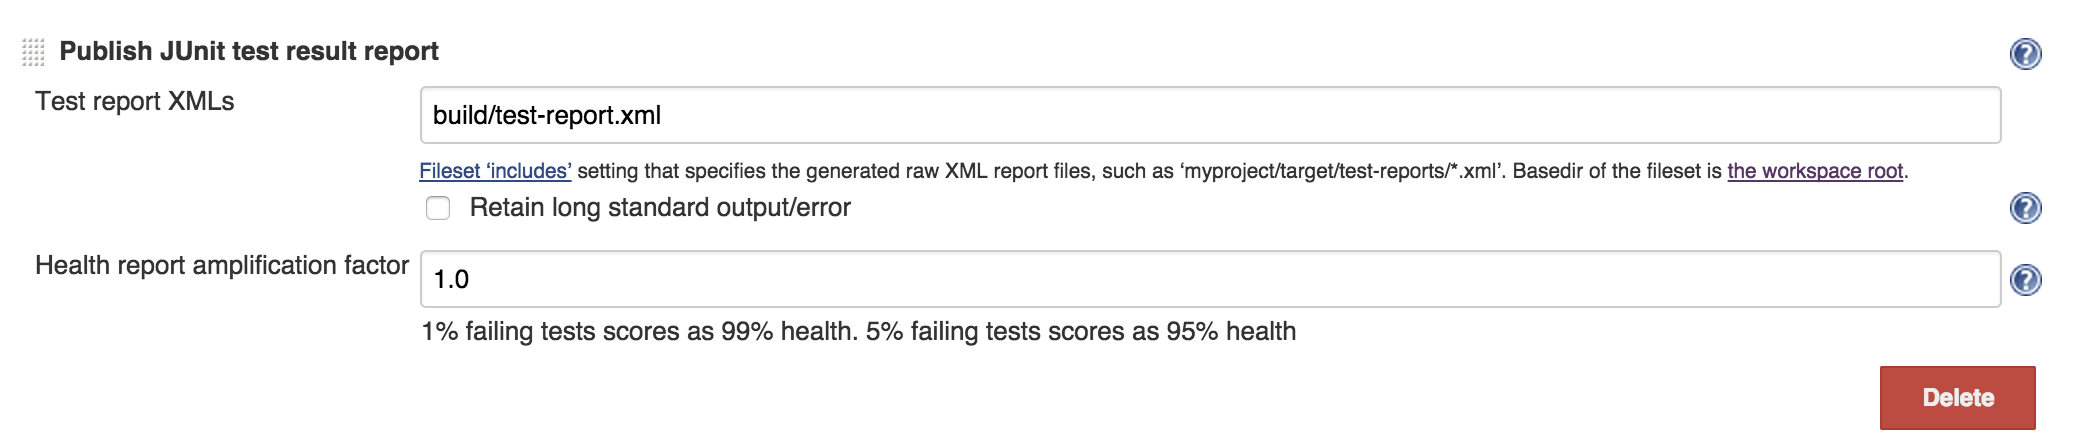 Publish JUnit test result report
?
Test report XMLs
build/test-report.xml
Fileset ‘includes’ setting that specifies the generated raw XML report files, such as ‘myproject/target/test-reports/*.xml’. Basedir of the fileset is the workspace root.
Retain long standard output/error
?
Health report amplification factor
1.0
?
1% failing tests scores as 99% health. 5% failing tests scores as 95% health
Delete